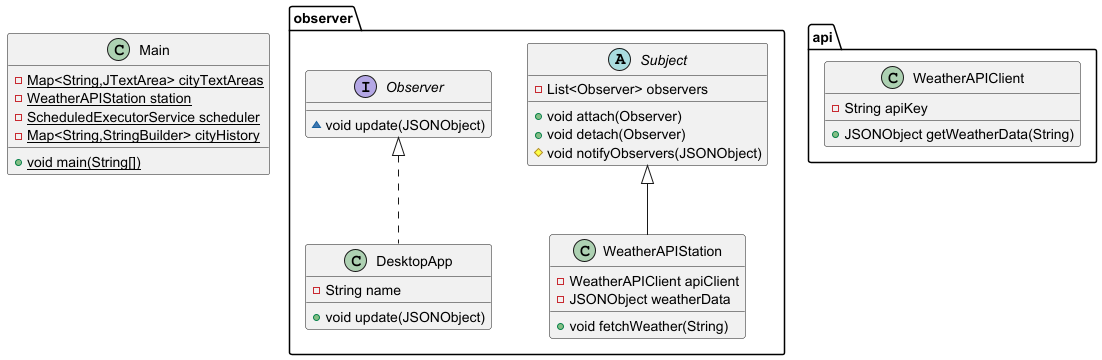 observer
C Main
Map<String,JTextArea> cityTextAreas
WeatherAPIStation station
ScheduledExecutorService scheduler
Map<String,StringBuilder> cityHistory
void main(String[])
I Observer
void update(JSONObject)
A Subject
List<Observer> observers
void attach(Observer)
void detach(Observer)
void notifyObservers(JSONObject)
C DesktopApp
String name
void update(JSONObject)
C WeatherAPIStation
WeatherAPIClient apiClient
JSONObject weatherData
void fetchWeather(String)
api
C WeatherAPIClient
String apiKey
JSONObject getWeatherData(String)